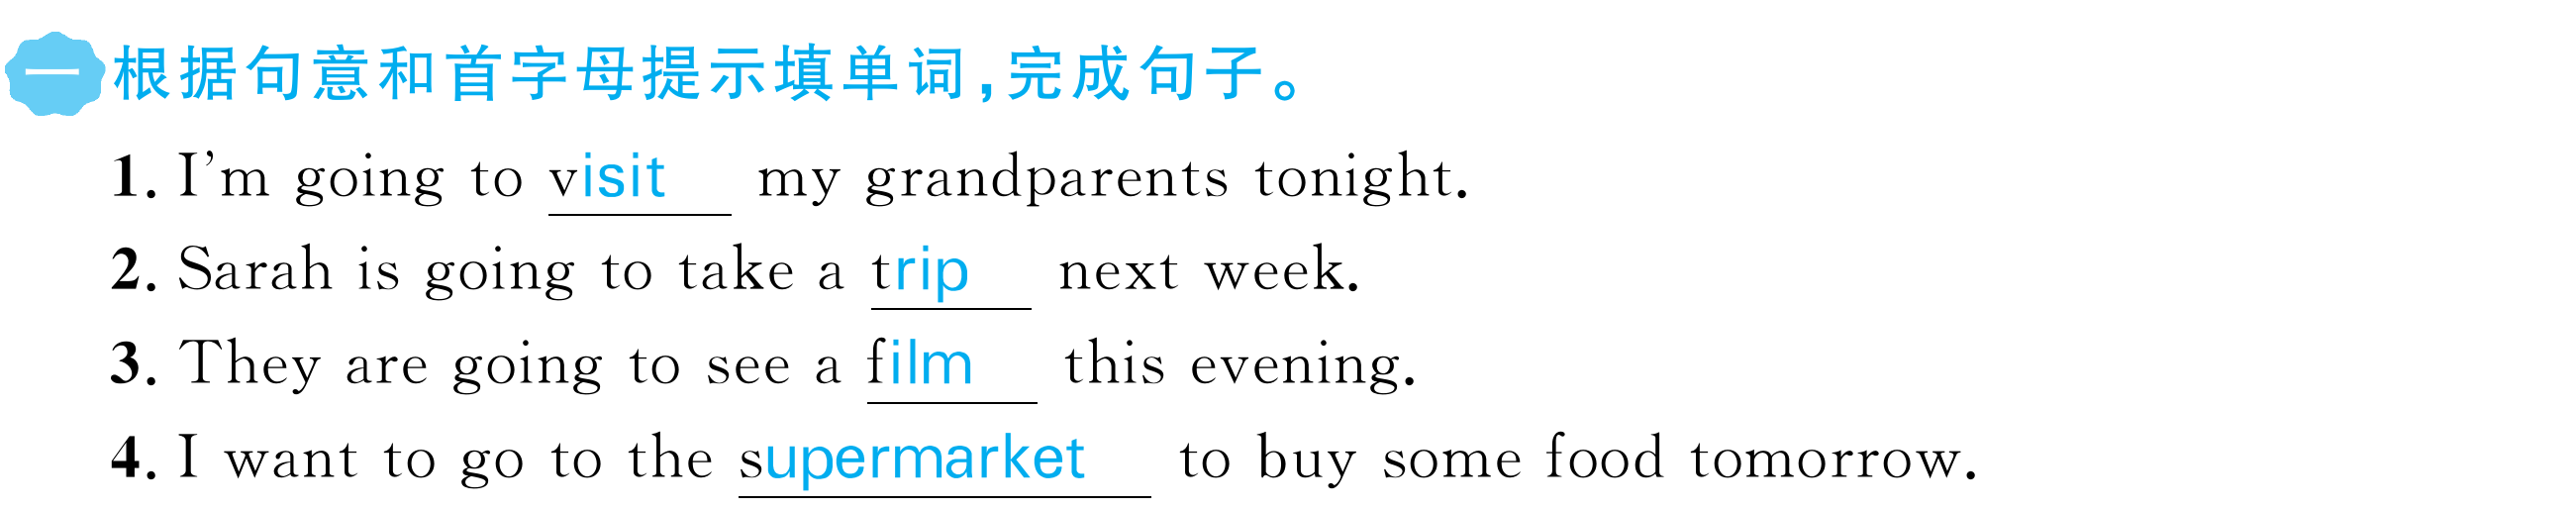 一 根据句意和首字母提示填单词,完成句子。
1. I'm going to visit my grandparents tonight.
2. Sarah is going to take a trip next week.
3. They are going to see a film this evening.
4. I want to go to the supermarket to buy some food tomorrow.